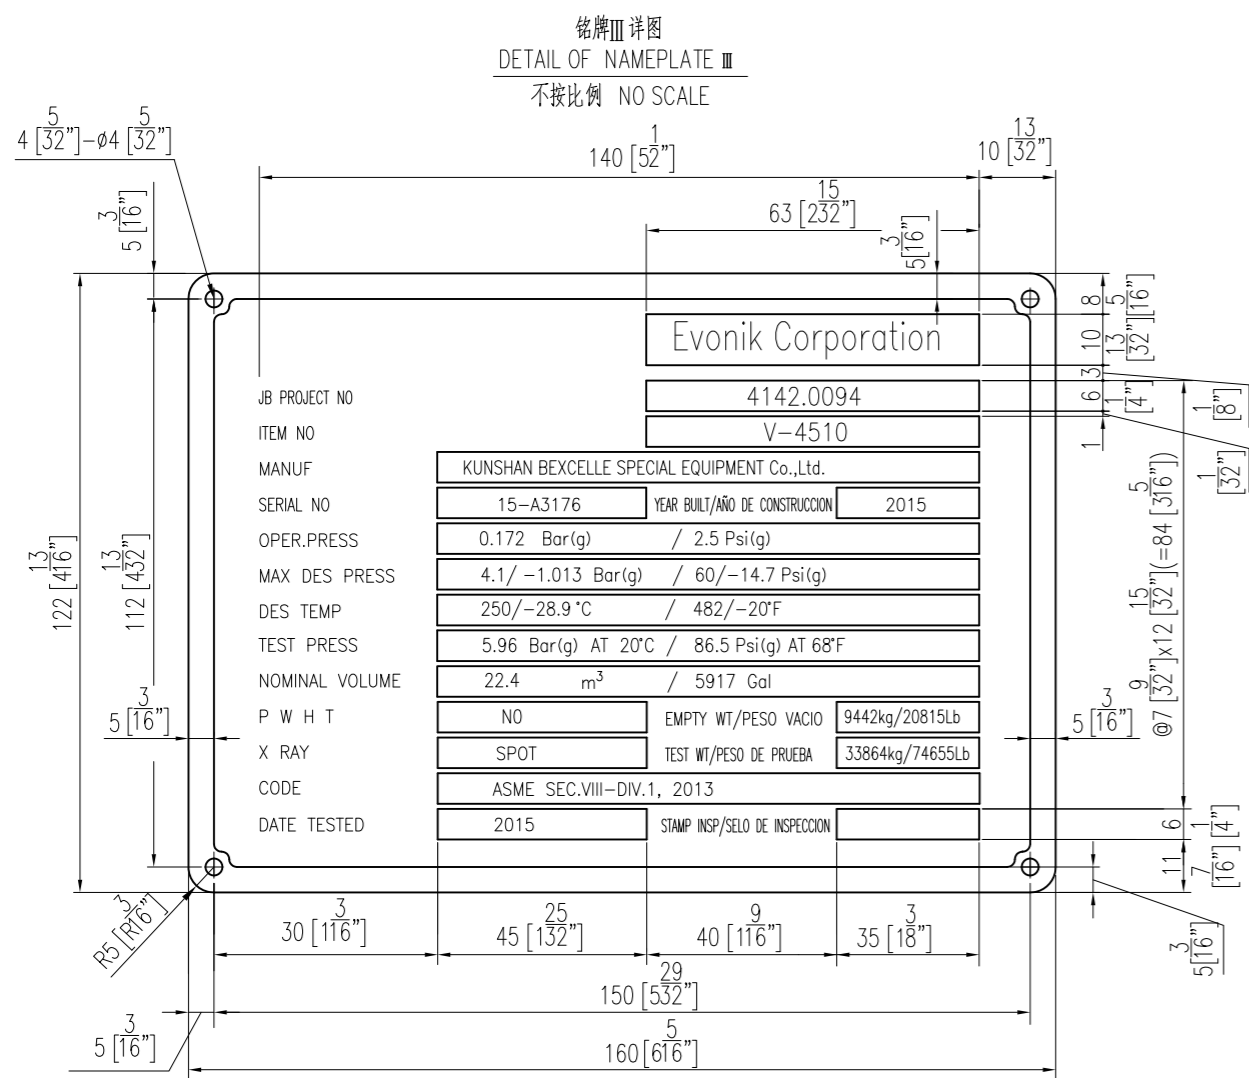 铭牌Ⅲ详图
DETAIL OF NAMEPLATE Ⅲ
不按比例 NO SCALE
4 [5/32"]-ø4 [5/32"]
140 [5 1/2"]
10 [13/32"]
63 [2 15/32"]
5 [3/16"]
5[3/16"]
8 [5/16"]
10 [13/32"]
3 [1/8"]
6 [1/4"]
1 [1/32"]
Evonik Corporation
JB PROJECT NO 4142.0094
ITEM NO V-4510
MANUF KUNSHAN BEXCELLE SPECIAL EQUIPMENT Co.,Ltd.
SERIAL NO 15-A3176 YEAR BUILT/AÑO DE CONSTRUCCION 2015
OPER.PRESS 0.172 Bar(g) / 2.5 Psi(g)
MAX DES PRESS 4.1/ -1.013 Bar(g) / 60/-14.7 Psi(g)
DES TEMP 250/-28.9 °C / 482/-20°F
TEST PRESS 5.96 Bar(g) AT 20°C / 86.5 Psi(g) AT 68°F
NOMINAL VOLUME 22.4 m³ / 5917 Gal
P W H T NO EMPTY WT/PESO VACIO 9442kg/20815Lb
X RAY SPOT TEST WT/PESO DE PRUEBA 33864kg/74655Lb
CODE ASME SEC.VIII-DIV.1, 2013
DATE TESTED 2015 STAMP INSP/SELO DE INSPECCION
122 [4 13/16"]
112 [4 13/32"]
@7 [9/32"]x12 [15/32"](=84 [3 5/16"])
5 [3/16"]
5 [3/16"]
6 [1/4"]
11 [7/16"]
5[3/16"]
R5 [R3/16"]
30 [1 3/16"]
45 [1 25/32"]
40 [1 9/16"]
35 [1 3/8"]
150 [5 29/32"]
5 [3/16"]
160 [6 5/16"]